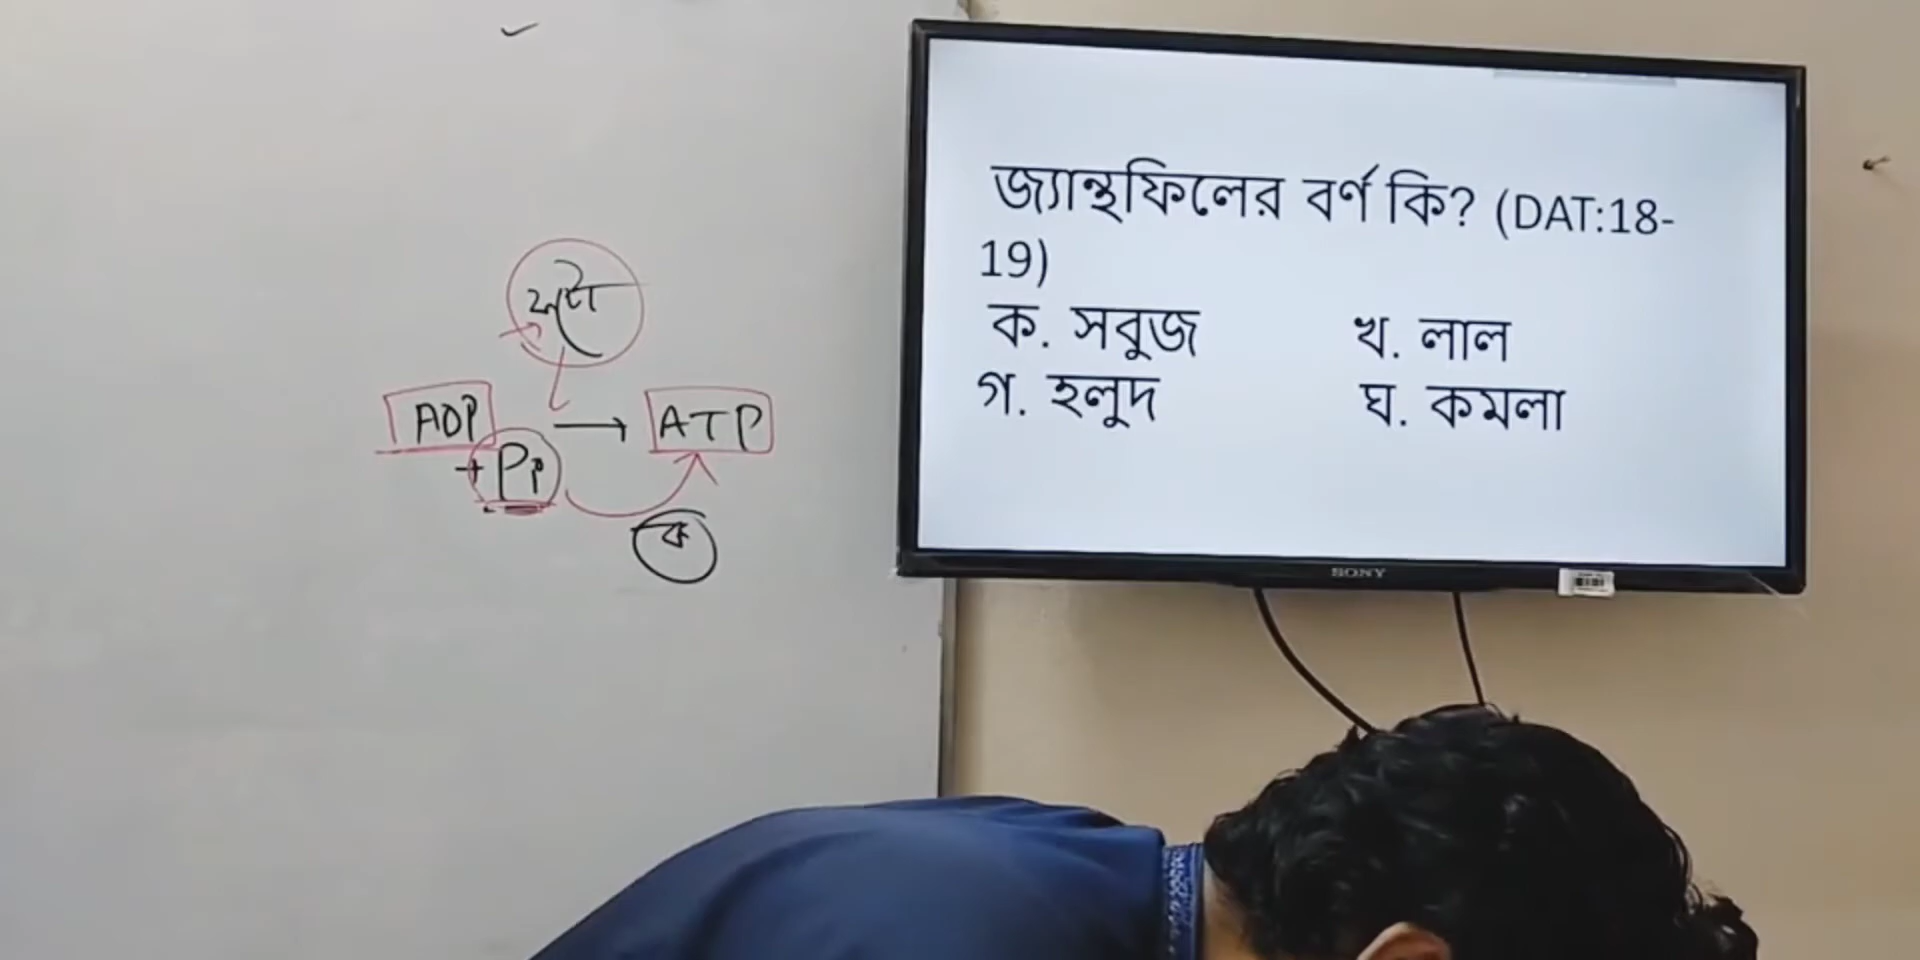 সূর্য
ADP
+ Pi
→ ATP
ক
জ্যান্থফিলের বর্ণ কি? (DAT:18-
19)
ক. সবুজ খ. লাল
গ. হলুদ ঘ. কমলা
SONY